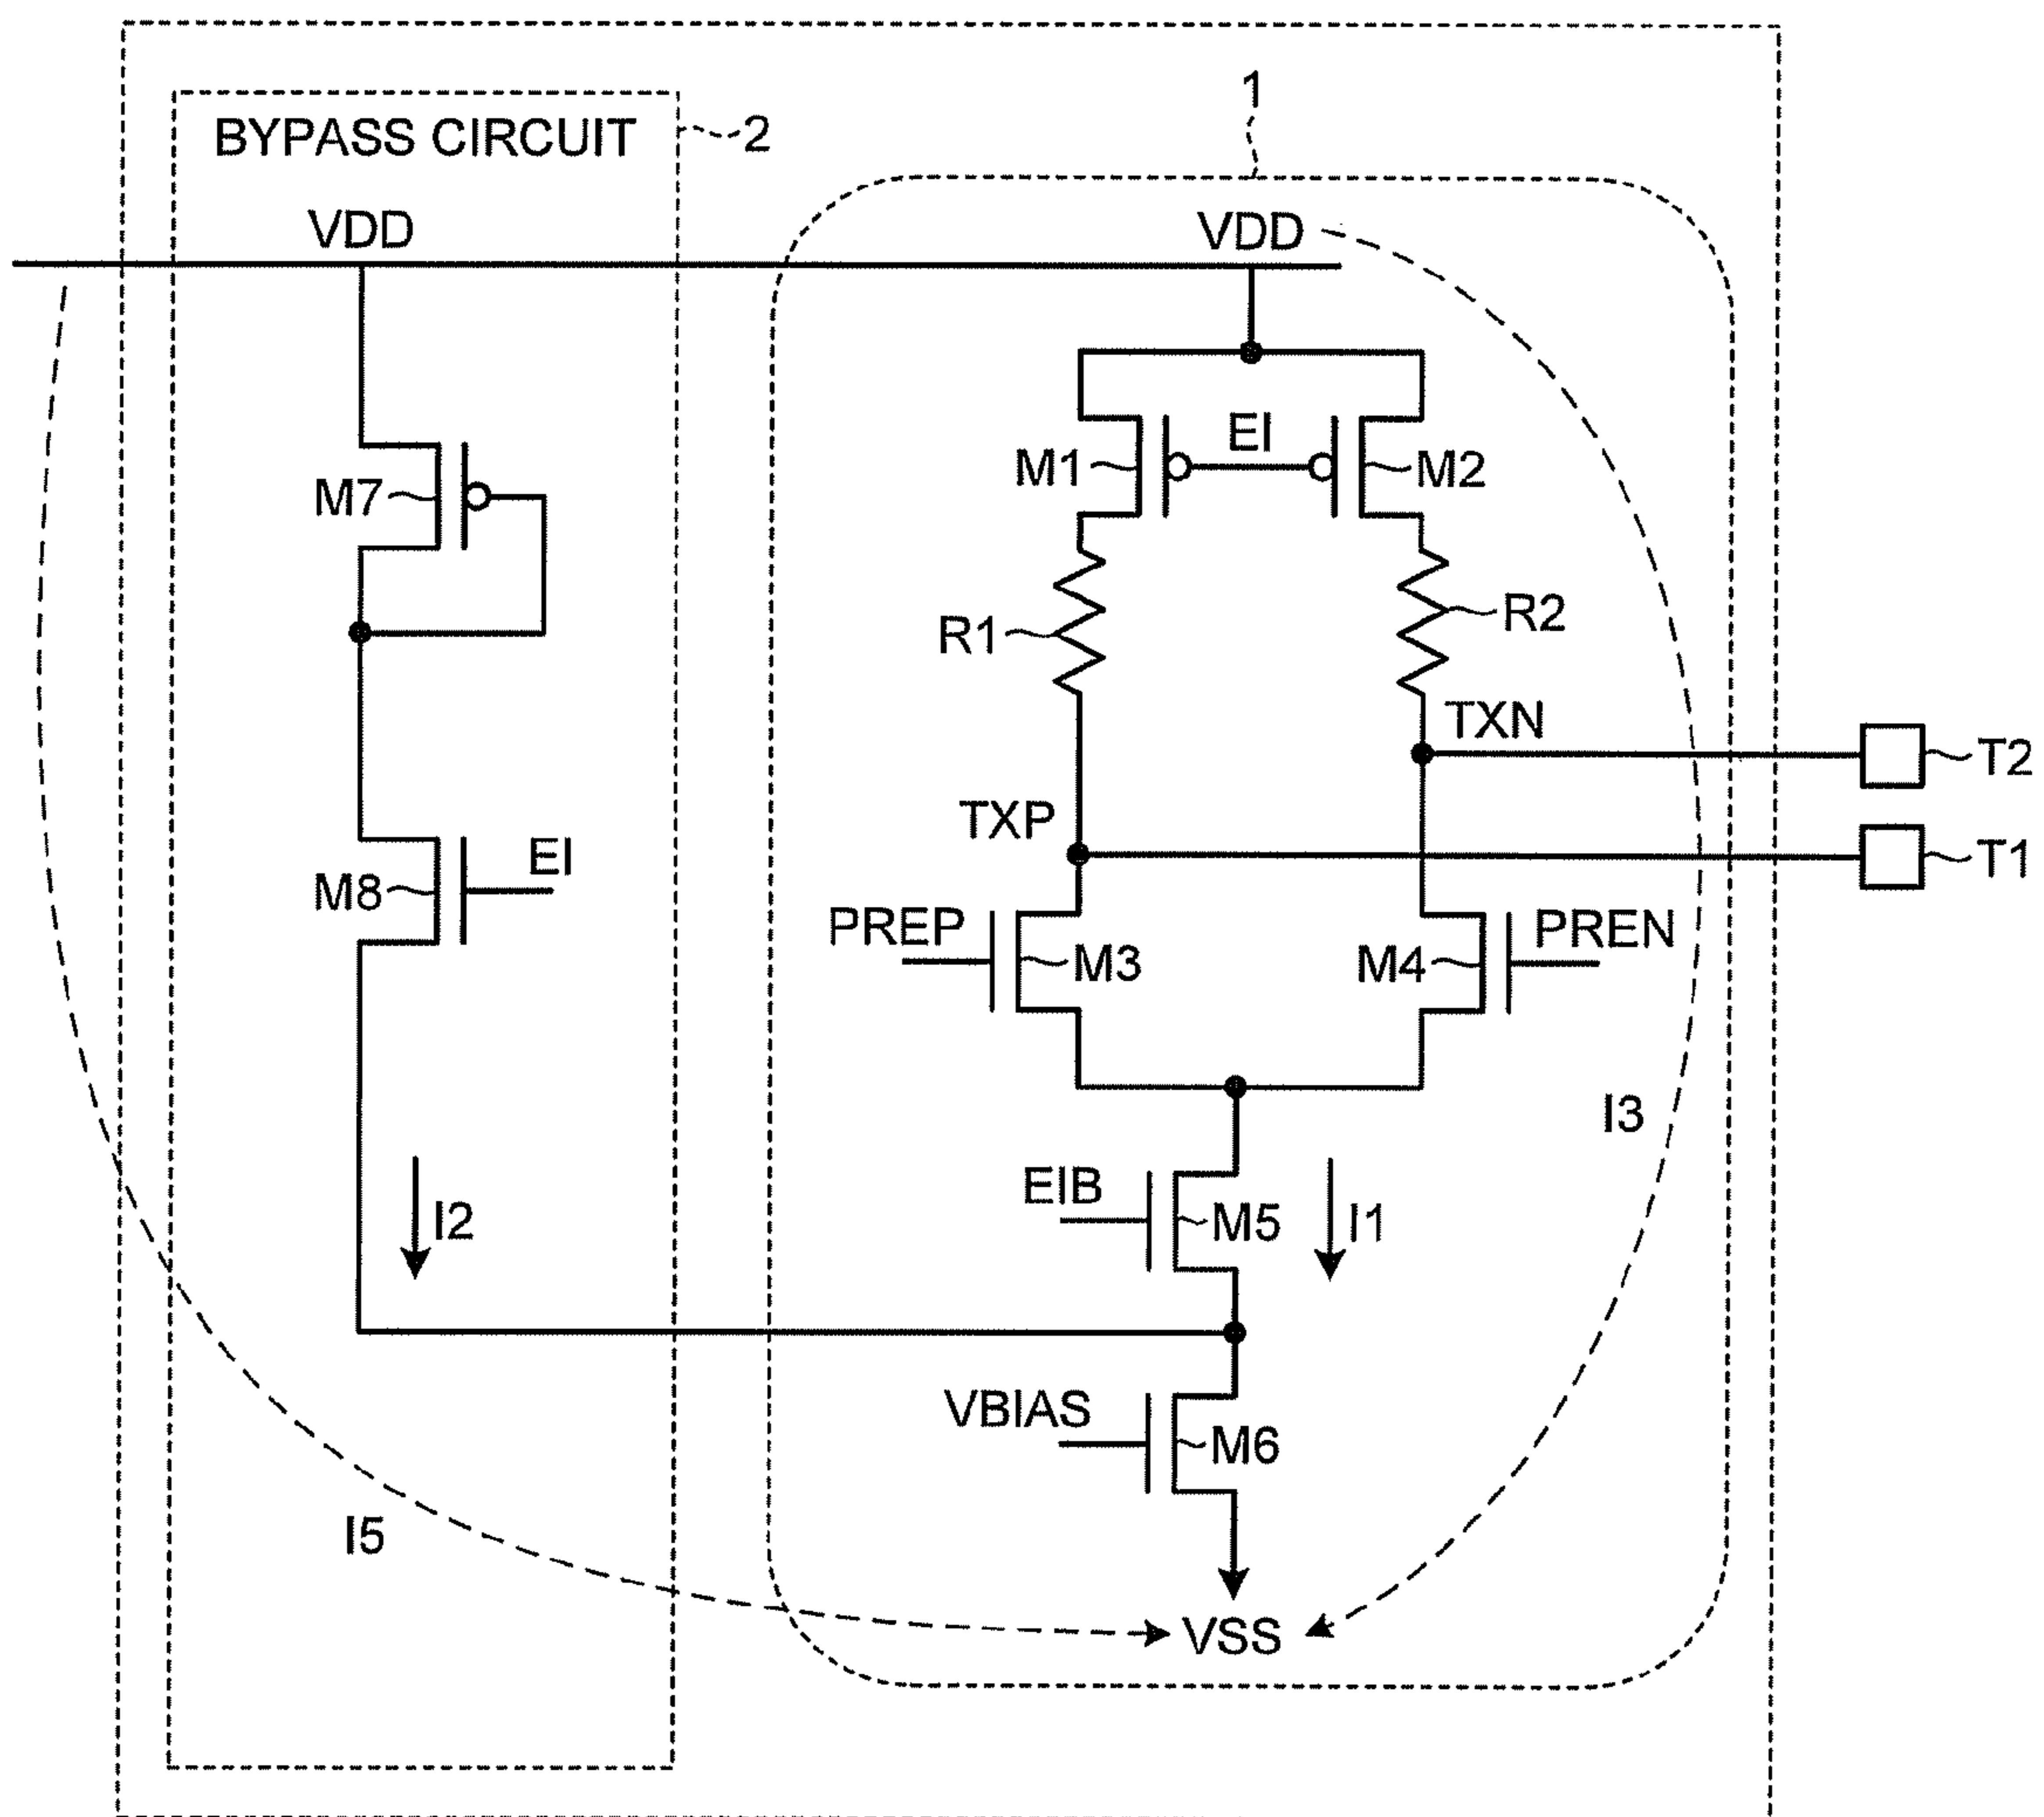 1
BYPASS CIRCUIT
2
VDD
VDD
EI
M1
M2
M7
R1
R2
TXN
T2
TXP
T1
EI
M8
PREP
M3
M4
PREN
I3
EIB
M5
I2
I1
VBIAS
M6
I5
VSS